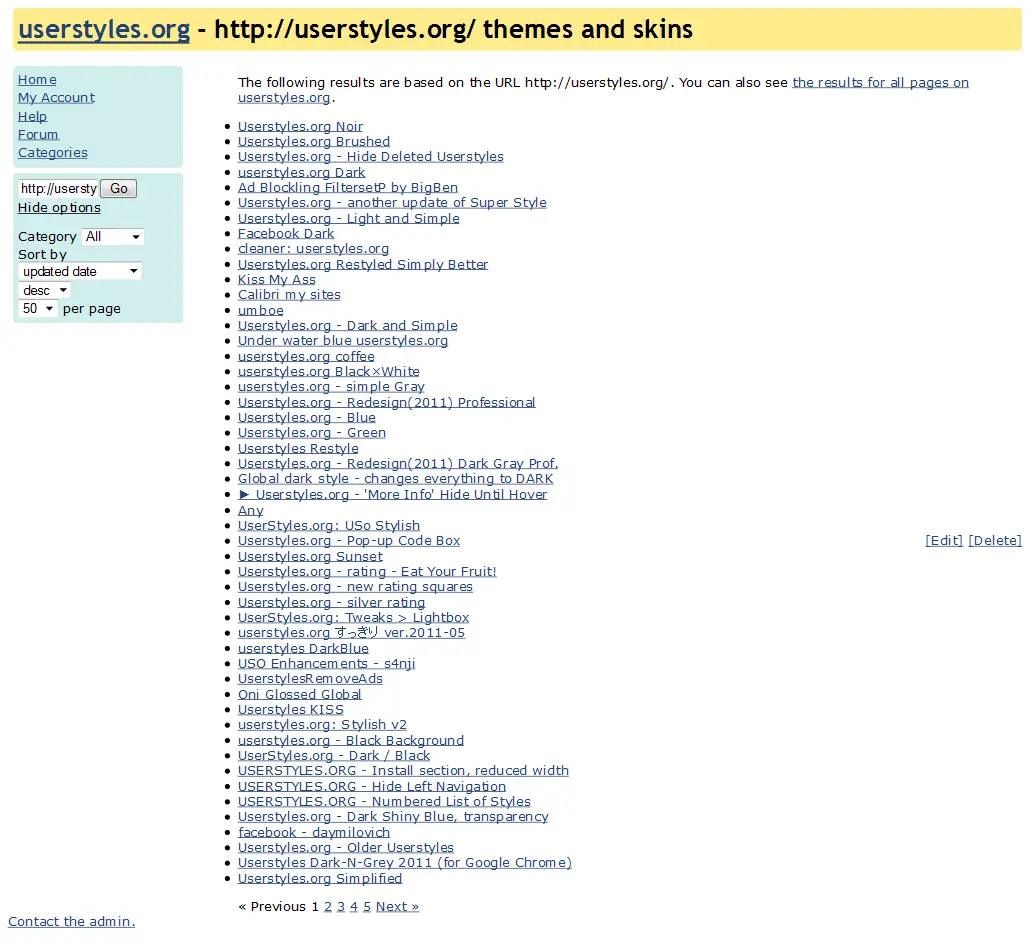 userstyles.org - http://userstyles.org/ themes and skins
Home
My Account
Help
Forum
Categories
http://usersty Go
Hide options
Category All
Sort by
updated date
desc
50 per page
The following results are based on the URL http://userstyles.org/. You can also see the results for all pages on
userstyles.org.
Userstyles.org Noir
Userstyles.org Brushed
Userstyles.org - Hide Deleted Userstyles
userstyles.org Dark
Ad Blockling FiltersetP by BigBen
Userstyles.org - another update of Super Style
Userstyles.org - Light and Simple
Facebook Dark
cleaner: userstyles.org
Userstyles.org Restyled Simply Better
Kiss My Ass
Calibri my sites
umboe
Userstyles.org - Dark and Simple
Under water blue userstyles.org
userstyles.org coffee
userstyles.org Black×White
userstyles.org - simple Gray
Userstyles.org - Redesign(2011) Professional
Userstyles.org - Blue
Userstyles.org - Green
Userstyles Restyle
Userstyles.org - Redesign(2011) Dark Gray Prof.
Global dark style - changes everything to DARK
► Userstyles.org - 'More Info' Hide Until Hover
Any
UserStyles.org: USo Stylish
Userstyles.org - Pop-up Code Box [Edit] [Delete]
Userstyles.org Sunset
Userstyles.org - rating - Eat Your Fruit!
Userstyles.org - new rating squares
Userstyles.org - silver rating
UserStyles.org: Tweaks > Lightbox
userstyles.org すっきり ver.2011-05
userstyles DarkBlue
USO Enhancements - s4nji
UserstylesRemoveAds
Oni Glossed Global
Userstyles KISS
userstyles.org: Stylish v2
userstyles.org - Black Background
UserStyles.org - Dark / Black
USERSTYLES.ORG - Install section, reduced width
USERSTYLES.ORG - Hide Left Navigation
USERSTYLES.ORG - Numbered List of Styles
Userstyles.org - Dark Shiny Blue, transparency
facebook - daymilovich
Userstyles.org - Older Userstyles
Userstyles Dark-N-Grey 2011 (for Google Chrome)
Userstyles.org Simplified
« Previous 1 2 3 4 5 Next »
Contact the admin.